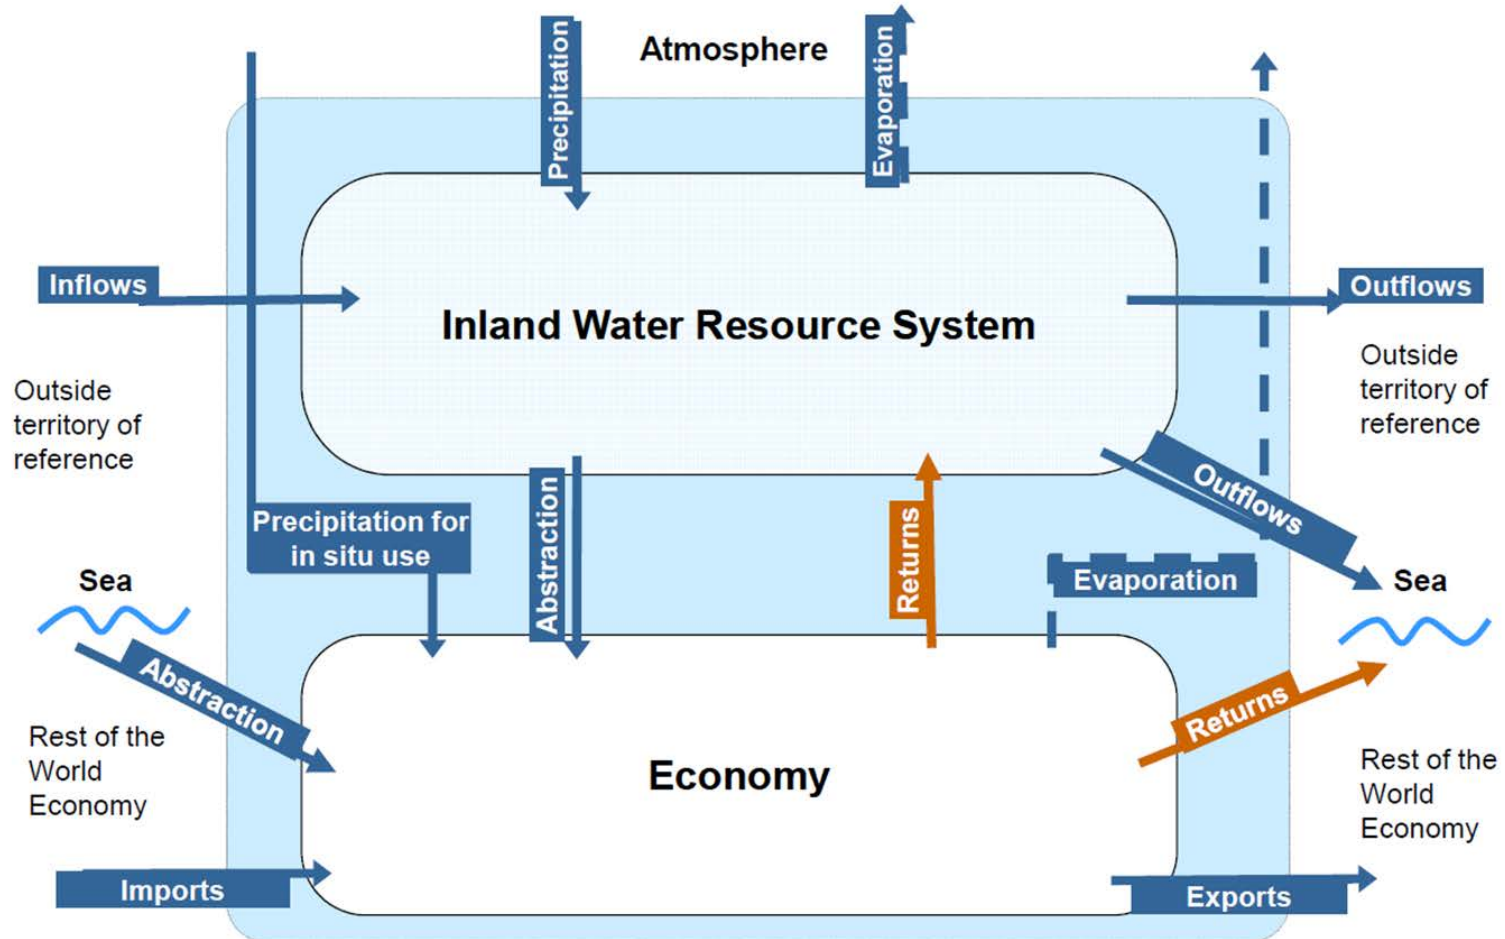 Atmosphere
Precipitation
Evaporation
Inflows
Outflows
Inland Water Resource System
Outside
territory of
reference
Outside
territory of
reference
Precipitation for
in situ use
Abstraction
Returns
Outflows
Evaporation
Sea
Sea
Abstraction
Returns
Rest of the
World
Economy
Economy
Rest of the
World
Economy
Imports
Exports